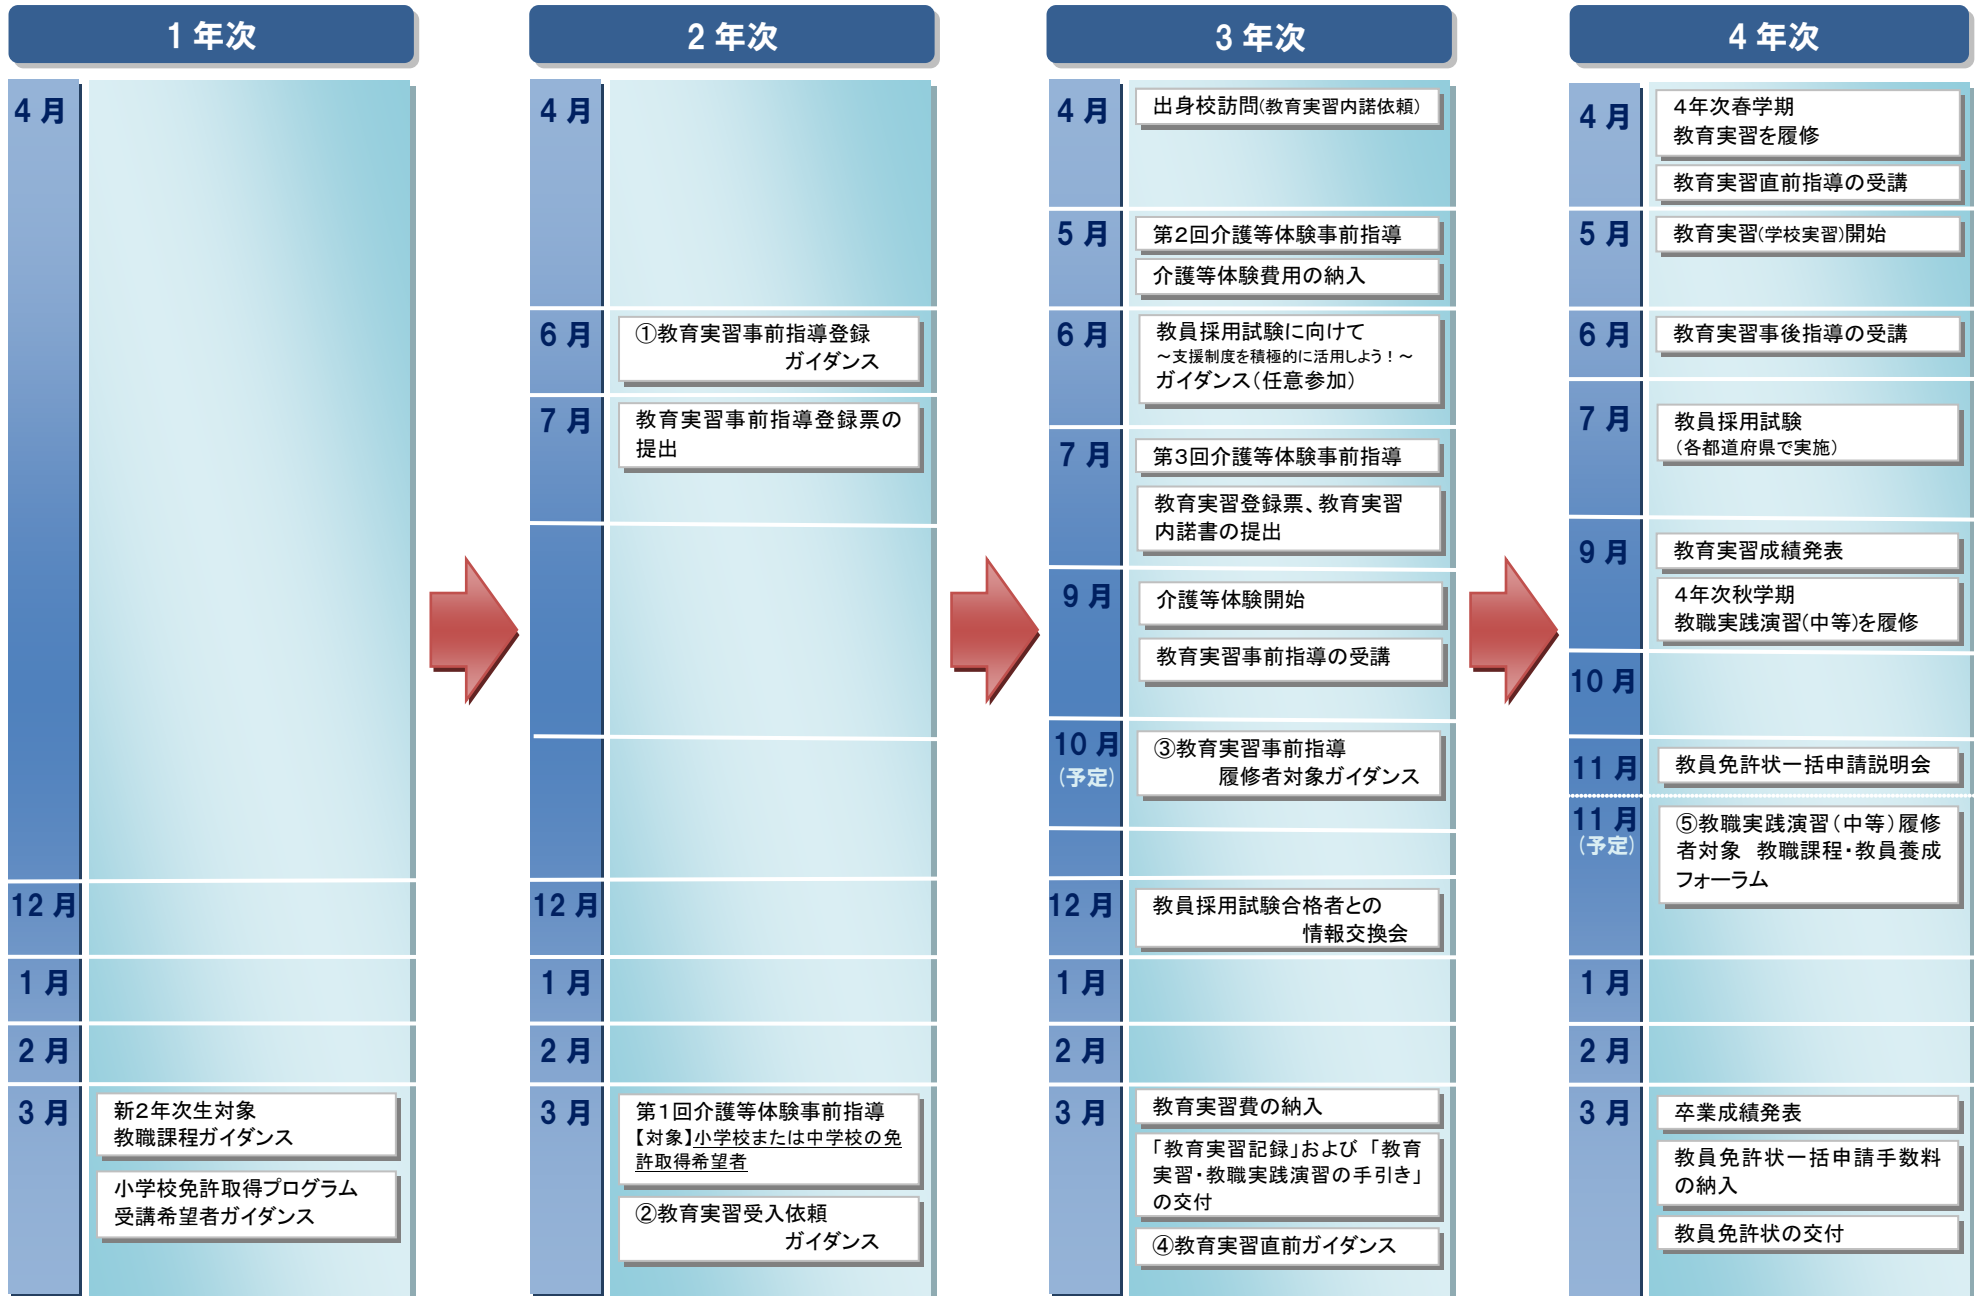 1 年次
4 月
12 月
1 月
2 月
3 月
新2年次生対象
教職課程ガイダンス
小学校免許取得プログラム
受講希望者ガイダンス
2 年次
4 月
6 月
①教育実習事前指導登録
ガイダンス
7 月
教育実習事前指導登録票の
提出
12 月
1 月
2 月
3 月
第1回介護等体験事前指導
【対象】小学校または中学校の免
許取得希望者
②教育実習受入依頼
ガイダンス
3 年次
4 月
出身校訪問(教育実習内諾依頼)
5 月
第2回介護等体験事前指導
介護等体験費用の納入
6 月
教員採用試験に向けて
～支援制度を積極的に活用しよう！～
ガイダンス(任意参加)
7 月
第3回介護等体験事前指導
教育実習登録票、教育実習
内諾書の提出
9 月
介護等体験開始
教育実習事前指導の受講
10 月
(予定)
③教育実習事前指導
履修者対象ガイダンス
12 月
教員採用試験合格者との
情報交換会
1 月
2 月
3 月
教育実習費の納入
「教育実習記録」および「教育
実習・教職実践演習の手引き」
の交付
④教育実習直前ガイダンス
4 年次
4 月
4年次春学期
教育実習を履修
教育実習直前指導の受講
5 月
教育実習(学校実習)開始
6 月
教育実習事後指導の受講
7 月
教員採用試験
(各都道府県で実施)
9 月
教育実習成績発表
4年次秋学期
教職実践演習(中等)を履修
10 月
11 月
教員免許状一括申請説明会
11 月
(予定)
⑤教職実践演習(中等)履修
者対象 教職課程・教員養成
フォーラム
1 月
2 月
3 月
卒業成績発表
教員免許状一括申請手数料
の納入
教員免許状の交付